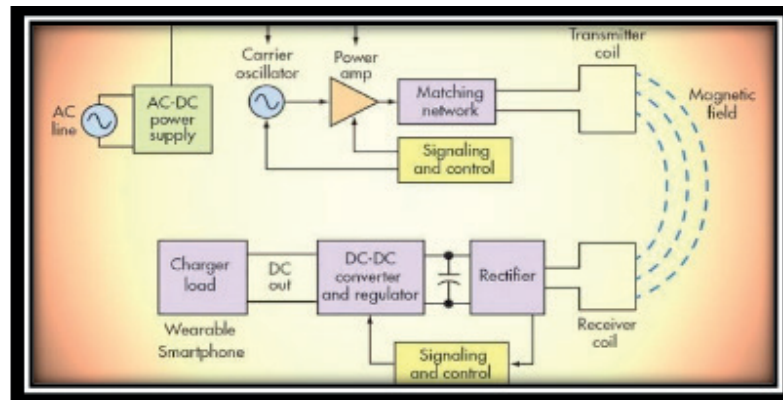 Carrier
oscillator
Power
amp
Transmitter
coil
AC
line
AC-DC
power
supply
Matching
network
Magnetic
field
Signaling
and control
Charger
load
DC
out
DC-DC
converter
and regulator
Rectifier
Wearable
Smartphone
Receiver
coil
Signaling
and control